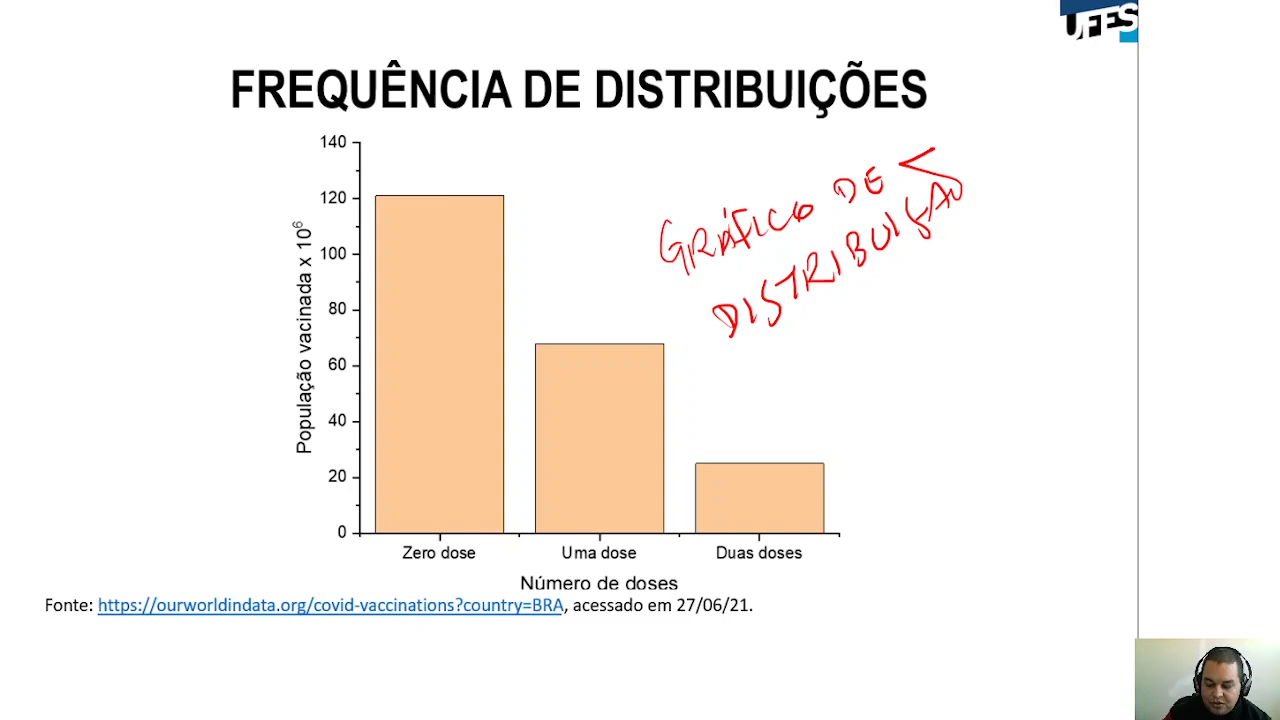 UFES
FREQUÊNCIA DE DISTRIBUIÇÕES
140
120
100
80
60
40
20
0
População vacinada x 10⁶
Zero dose
Uma dose
Duas doses
Número de doses
GRÁFICO DE
DISTRIBUIÇÃO
Fonte: https://ourworldindata.org/covid-vaccinations?country=BRA, acessado em 27/06/21.